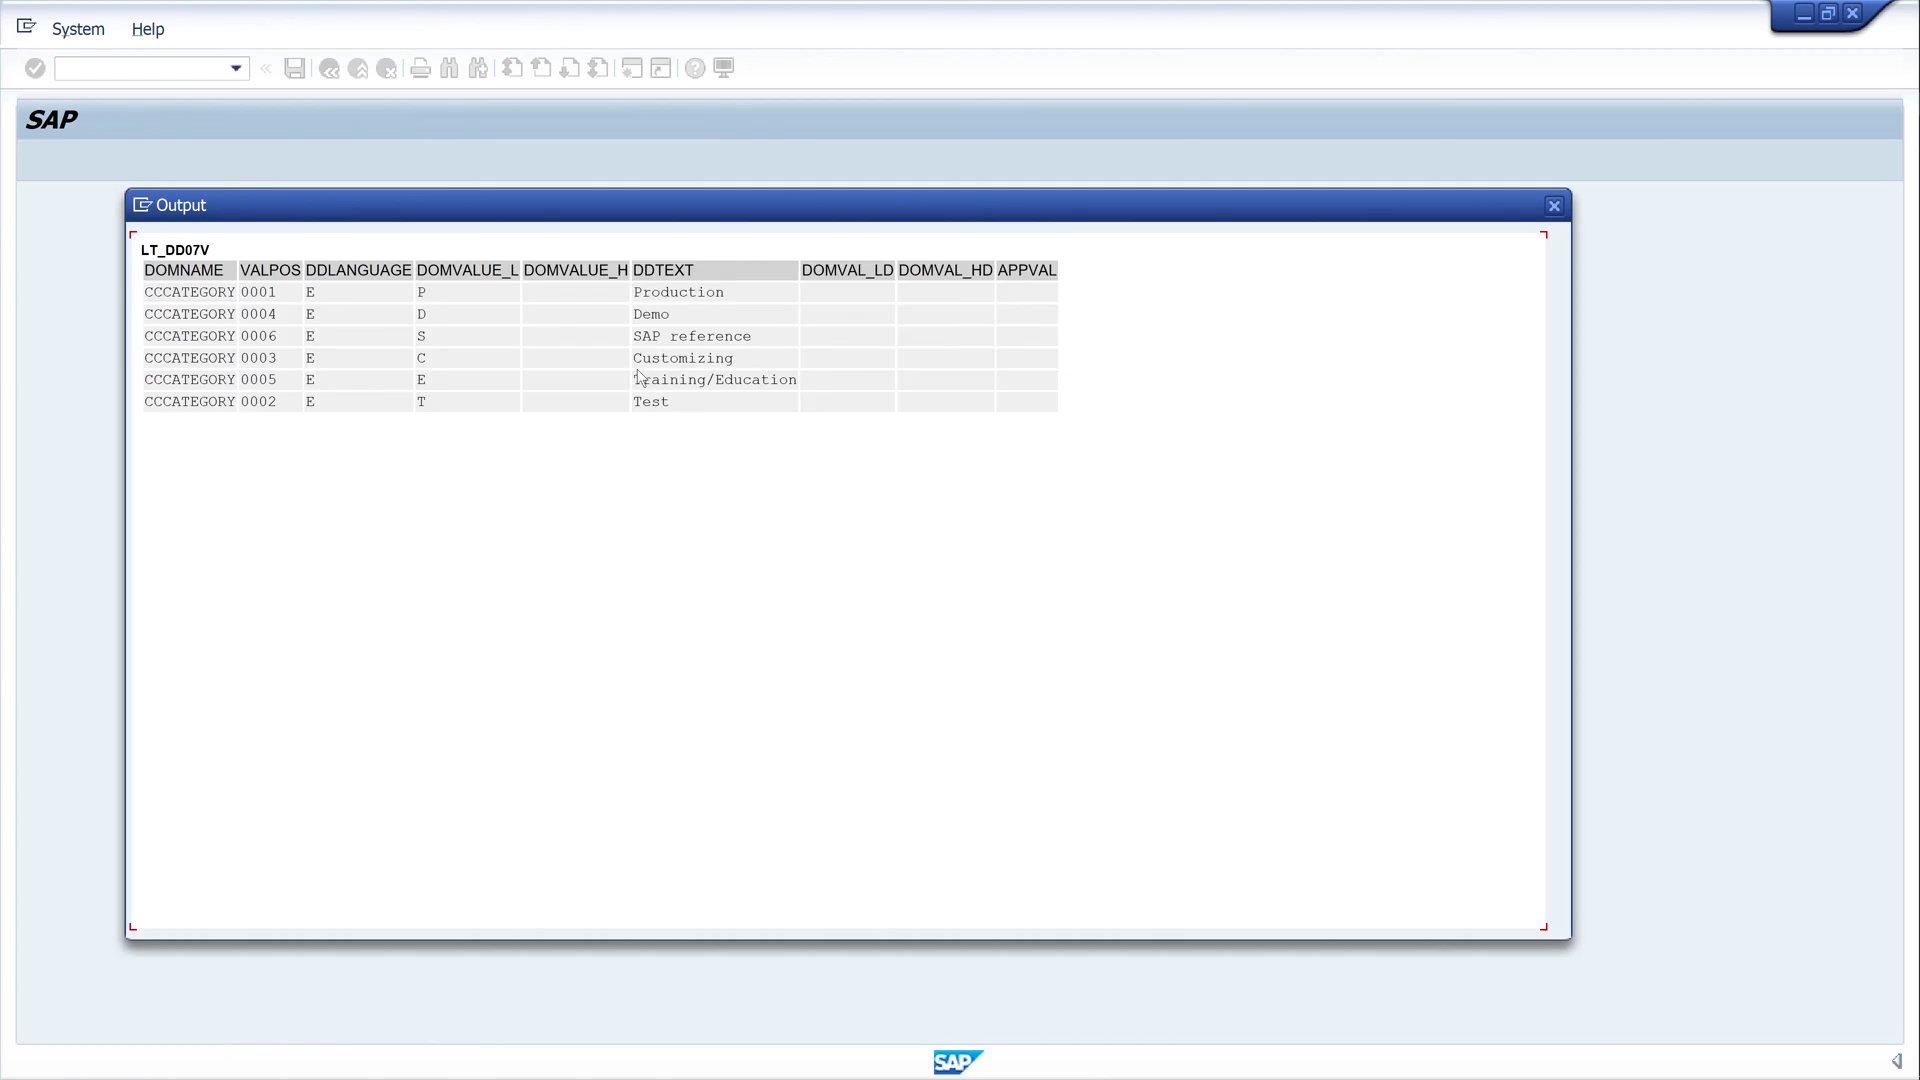 System Help
SAP
Output
LT_DD07V
DOMNAME VALPOS DDLANGUAGE DOMVALUE_L DOMVALUE_H DDTEXT DOMVAL_LD DOMVAL_HD APPVAL
CCCATEGORY 0001 E P Production
CCCATEGORY 0004 E D Demo
CCCATEGORY 0006 E S SAP reference
CCCATEGORY 0003 E C Customizing
CCCATEGORY 0005 E E Training/Education
CCCATEGORY 0002 E T Test
SAP